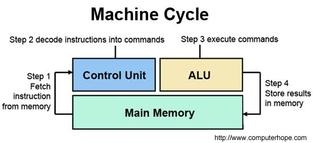 Machine Cycle
Step 2 decode instructions into commands
Step 3 execute commands
Step 1
Fetch
instruction
from memory
Control Unit
ALU
Step 4
Store results
in memory
Main Memory
http://www.computerhope.com